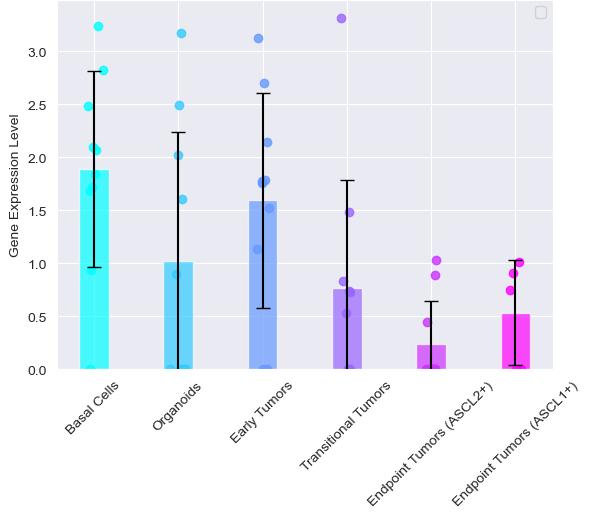 Gene Expression Level
3.0
2.5
2.0
1.5
1.0
0.5
0.0
Basal Cells
Organoids
Early Tumors
Transitional Tumors
Endpoint Tumors (ASCL2+)
Endpoint Tumors (ASCL1+)